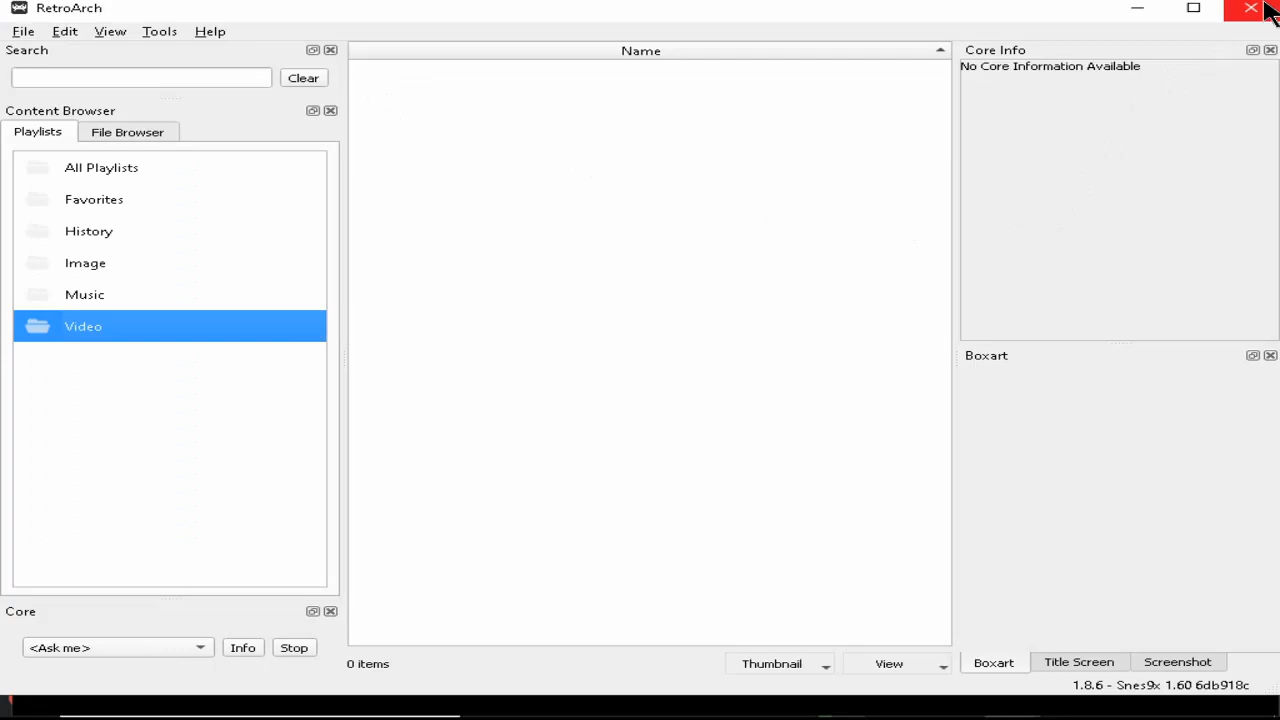 RetroArch
File Edit View Tools Help
Search
Clear
Content Browser
Playlists File Browser
All Playlists
Favorites
History
Image
Music
Video
Core
<Ask me> Info Stop
Name
0 items
Thumbnail View
Core Info
No Core Information Available
Boxart
Boxart Title Screen Screenshot
1.8.6 - Snes9x 1.60 6db918c